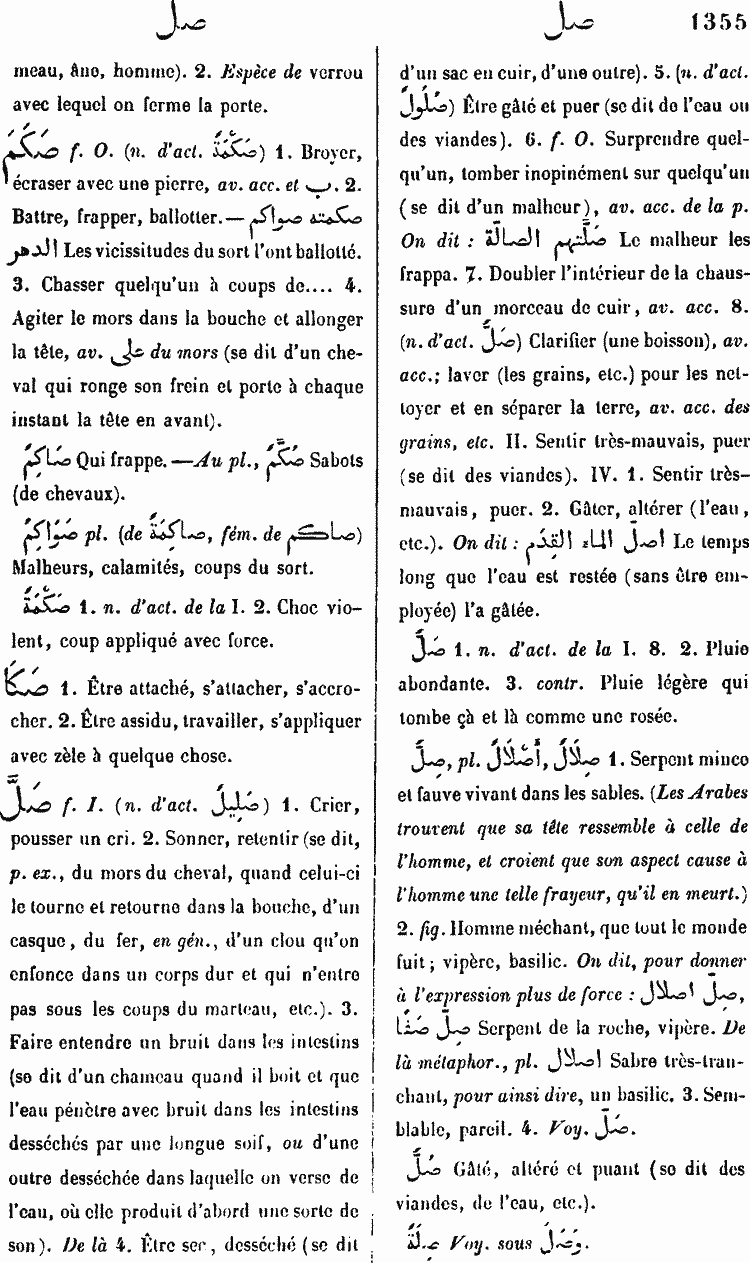 صل
صل
1355
meau, âne, homme). 2. Espèce de verrou
avec lequel on ferme la porte.
صَكَمَ f. O. (n. d'act. صَكْمَةٌ) 1. Broyer,
écraser avec une pierre, av. acc. et ب. 2.
Battre, frapper, ballotter.— صكمته صواكم
الدهر Les vicissitudes du sort l'ont ballotté.
3. Chasser quelqu'un à coups de.... 4.
Agiter le mors dans la bouche et allonger
la tête, av. على du mors (se dit d'un che-
val qui ronge son frein et porte à chaque
instant la tête en avant).
صَاكِمٌ Qui frappe. —Au pl., صُكَّمٌ Sabots
(de chevaux).
صَوَاكِمُ pl. (de صَاكِمَةٌ, fém. de صاكم)
Malheurs, calamités, coups du sort.
صَكْمَةٌ 1. n. d'act. de la I. 2. Choc vio-
lent, coup appliqué avec force.
صَكَا 1. Être attaché, s'attacher, s'accro-
cher. 2. Être assidu, travailler, s'appliquer
avec zèle à quelque chose.
صَلَّ f. I. (n. d'act. صَلِيلٌ) 1. Crier,
pousser un cri. 2. Sonner, retentir (se dit,
p. ex., du mors du cheval, quand celui-ci
le tourne et retourne dans la bouche, d'un
casque, du fer, en gén., d'un clou qu'on
enfonce dans un corps dur et qui n'entre
pas sous les coups du marteau, etc.). 3.
Faire entendre un bruit dans les intestins
(se dit d'un chameau quand il boit et que
l'eau pénètre avec bruit dans les intestins
desséchés par une longue soif, ou d'une
outre desséchée dans laquelle on verse de
l'eau, où elle produit d'abord une sorte de
son). De là 4. Être sec, desséché (se dit
d'un sac en cuir, d'une outre). 5. (n. d'act.
صُلُولٌ) Être gâté et puer (se dit de l'eau ou
des viandes). 6. f. O. Surprendre quel-
qu'un, tomber inopinément sur quelqu'un
(se dit d'un malheur), av. acc. de la p.
On dit : صَلَّتهم الصالّة Le malheur les
frappa. 7. Doubler l'intérieur de la chaus-
sure d'un morceau de cuir, av. acc. 8.
(n. d'act. صَلٌّ) Clarifier (une boisson), av.
acc.; laver (les grains, etc.) pour les net-
toyer et en séparer la terre, av. acc. des
grains, etc. II. Sentir très-mauvais, puer
(se dit des viandes). IV. 1. Sentir très-
mauvais, puer. 2. Gâter, altérer (l'eau,
etc.). On dit : اصلّ الماء القِدَم Le temps
long que l'eau est restée (sans être em-
ployée) l'a gâtée.
صَلٌّ 1. n. d'act. de la I. 8. 2. Pluie
abondante. 3. contr. Pluie légère qui
tombe çà et là comme une rosée.
صِلٌّ, pl. أَصْلَالٌ, صِلَالٌ 1. Serpent mince
et fauve vivant dans les sables. (Les Arabes
trouvent que sa tête ressemble à celle de
l'homme, et croient que son aspect cause à
l'homme une telle frayeur, qu'il en meurt.)
2. fig. Homme méchant, que tout le monde
fuit; vipère, basilic. On dit, pour donner
à l'expression plus de force : صلّ اصلال,
صلّ صَفًا Serpent de la roche, vipère. De
là métaphor., pl. اصلال Sabre très-tran-
chant, pour ainsi dire, un basilic. 3. Sem-
blable, pareil. 4. Voy. صَلّ.
صُلٌّ Gâté, altéré et puant (se dit des
viandes, de l'eau, etc.).
صِلَةٌ Voy. sous وَصَلَ.